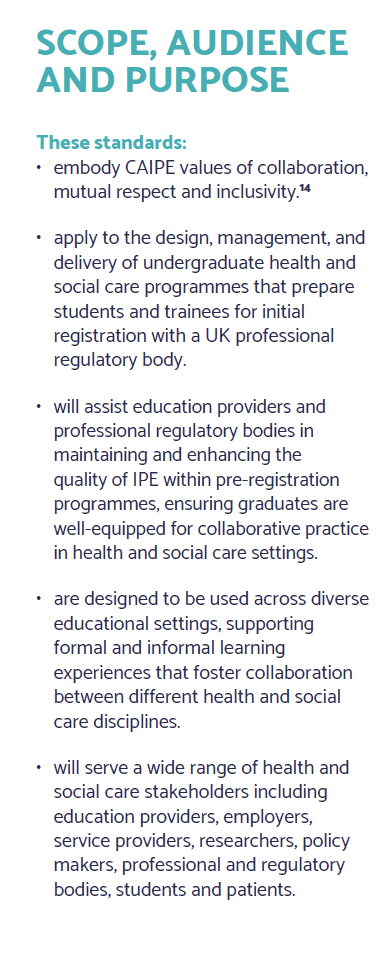 SCOPE, AUDIENCE
AND PURPOSE
These standards:
• embody CAIPE values of collaboration,
mutual respect and inclusivity.¹⁴
• apply to the design, management, and
delivery of undergraduate health and
social care programmes that prepare
students and trainees for initial
registration with a UK professional
regulatory body.
• will assist education providers and
professional regulatory bodies in
maintaining and enhancing the
quality of IPE within pre-registration
programmes, ensuring graduates are
well-equipped for collaborative practice
in health and social care settings.
• are designed to be used across diverse
educational settings, supporting
formal and informal learning
experiences that foster collaboration
between different health and social
care disciplines.
• will serve a wide range of health and
social care stakeholders including
education providers, employers,
service providers, researchers, policy
makers, professional and regulatory
bodies, students and patients.